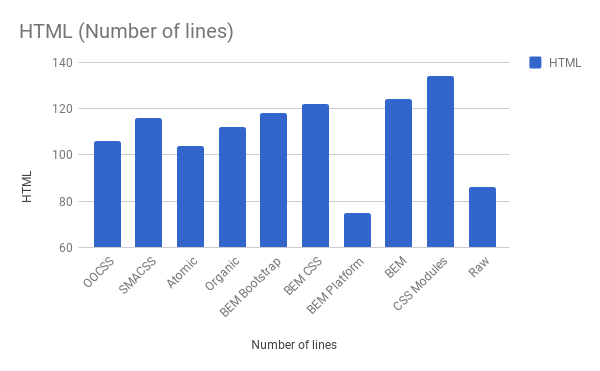 HTML (Number of lines)
HTML
140
120
100
80
60
HTML
OOCSS
SMACSS
Atomic
Organic
BEM Bootstrap
BEM CSS
BEM Platform
BEM
CSS Modules
Raw
Number of lines